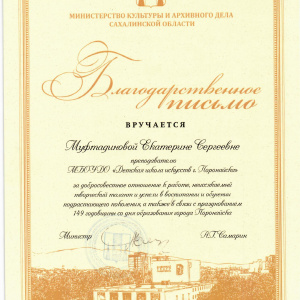 МИНИСТЕРСТВО КУЛЬТУРЫ И АРХИВНОГО ДЕЛА
САХАЛИНСКОЙ ОБЛАСТИ
Благодарственное
письмо
ВРУЧАЕТСЯ
Муфтадиновой Екатерине Сергеевне
преподавателю
МБОУДО «Детская школа искусств г. Поронайска»
за добросовестное отношение к работе, неиссякаемый
творческий талант и успехи в воспитании и обучении
подрастающего поколения, а также в связи с празднованием
149 годовщины со дня образования города Поронайска
Министр
А.Г. Самарин